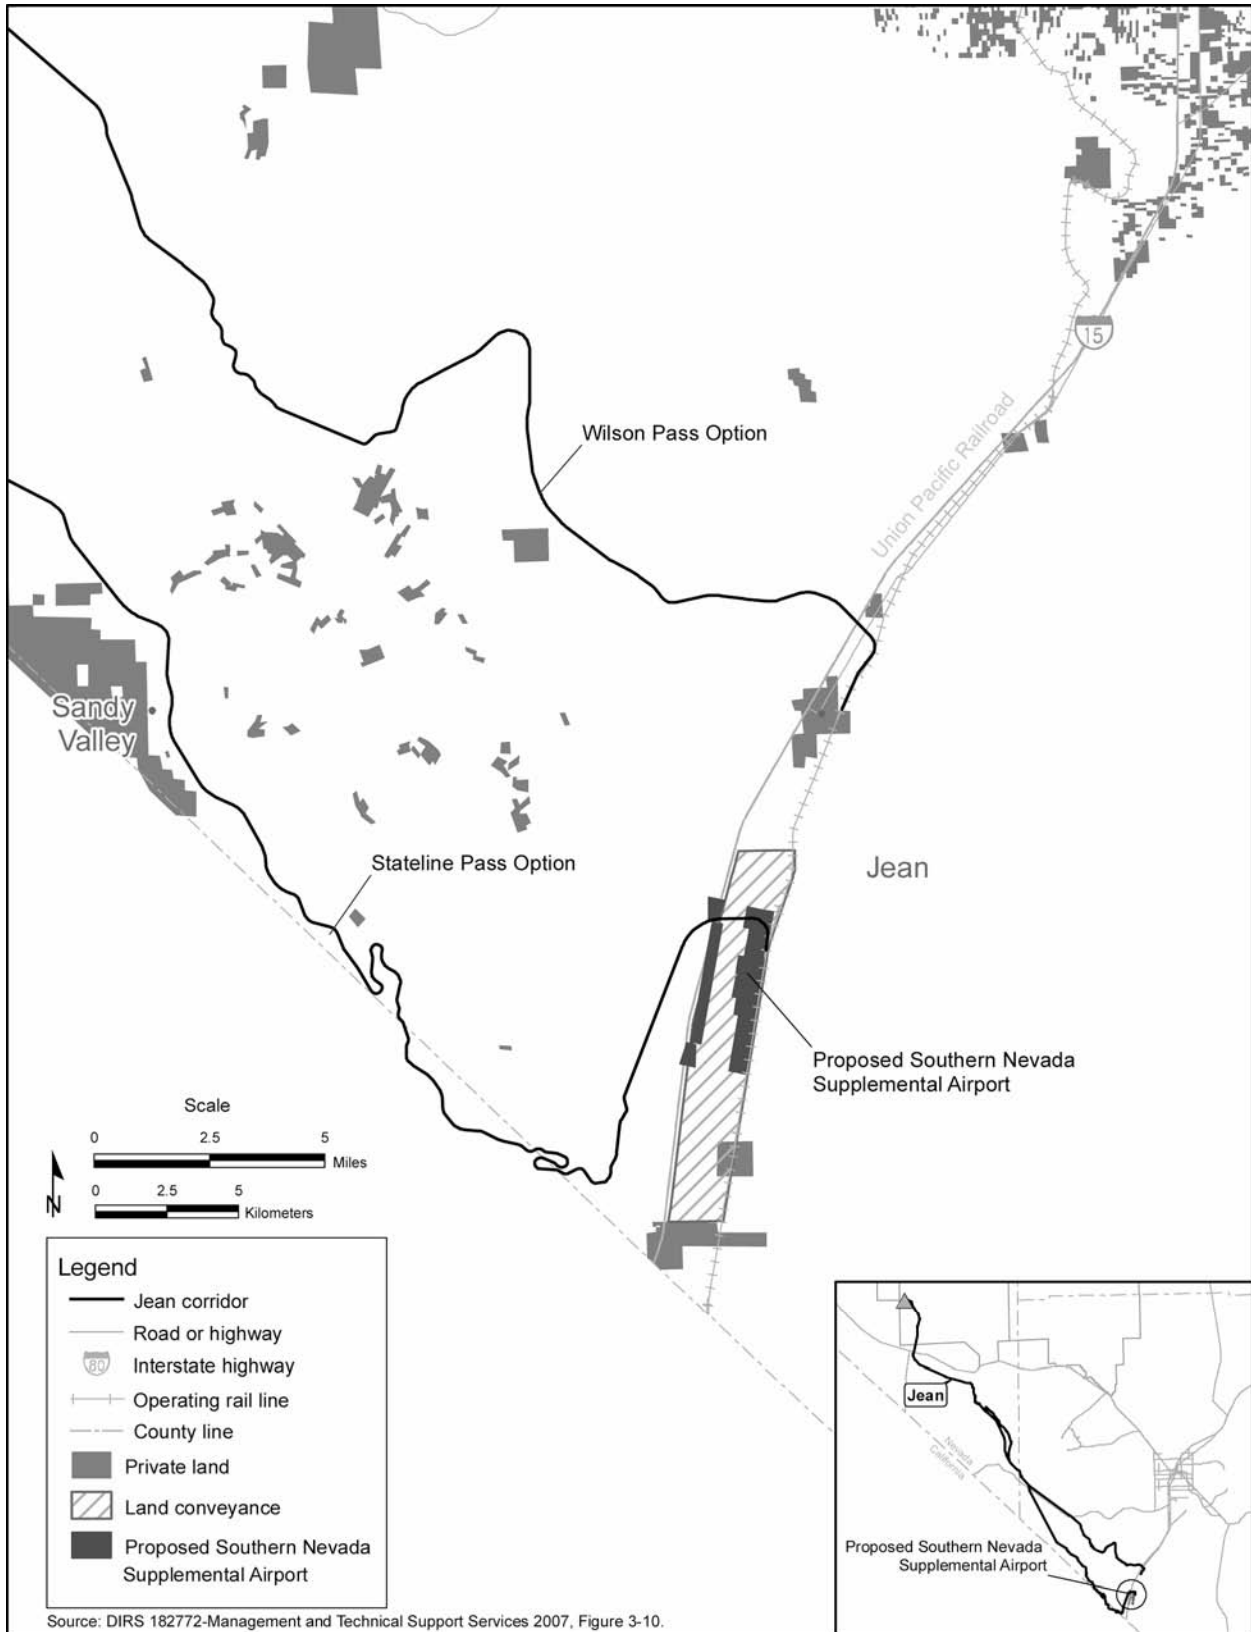 15
Union Pacific Railroad
Wilson Pass Option
Sandy
Valley
Stateline Pass Option
Jean
Proposed Southern Nevada
Supplemental Airport
Scale
0 2.5 5
Miles
0 2.5 5
Kilometers
N
Legend
Jean corridor
Road or highway
80
Interstate highway
Operating rail line
County line
Private land
Land conveyance
Proposed Southern Nevada
Supplemental Airport
Jean
Nevada
California
Proposed Southern Nevada
Supplemental Airport
Source: DIRS 182772-Management and Technical Support Services 2007, Figure 3-10.